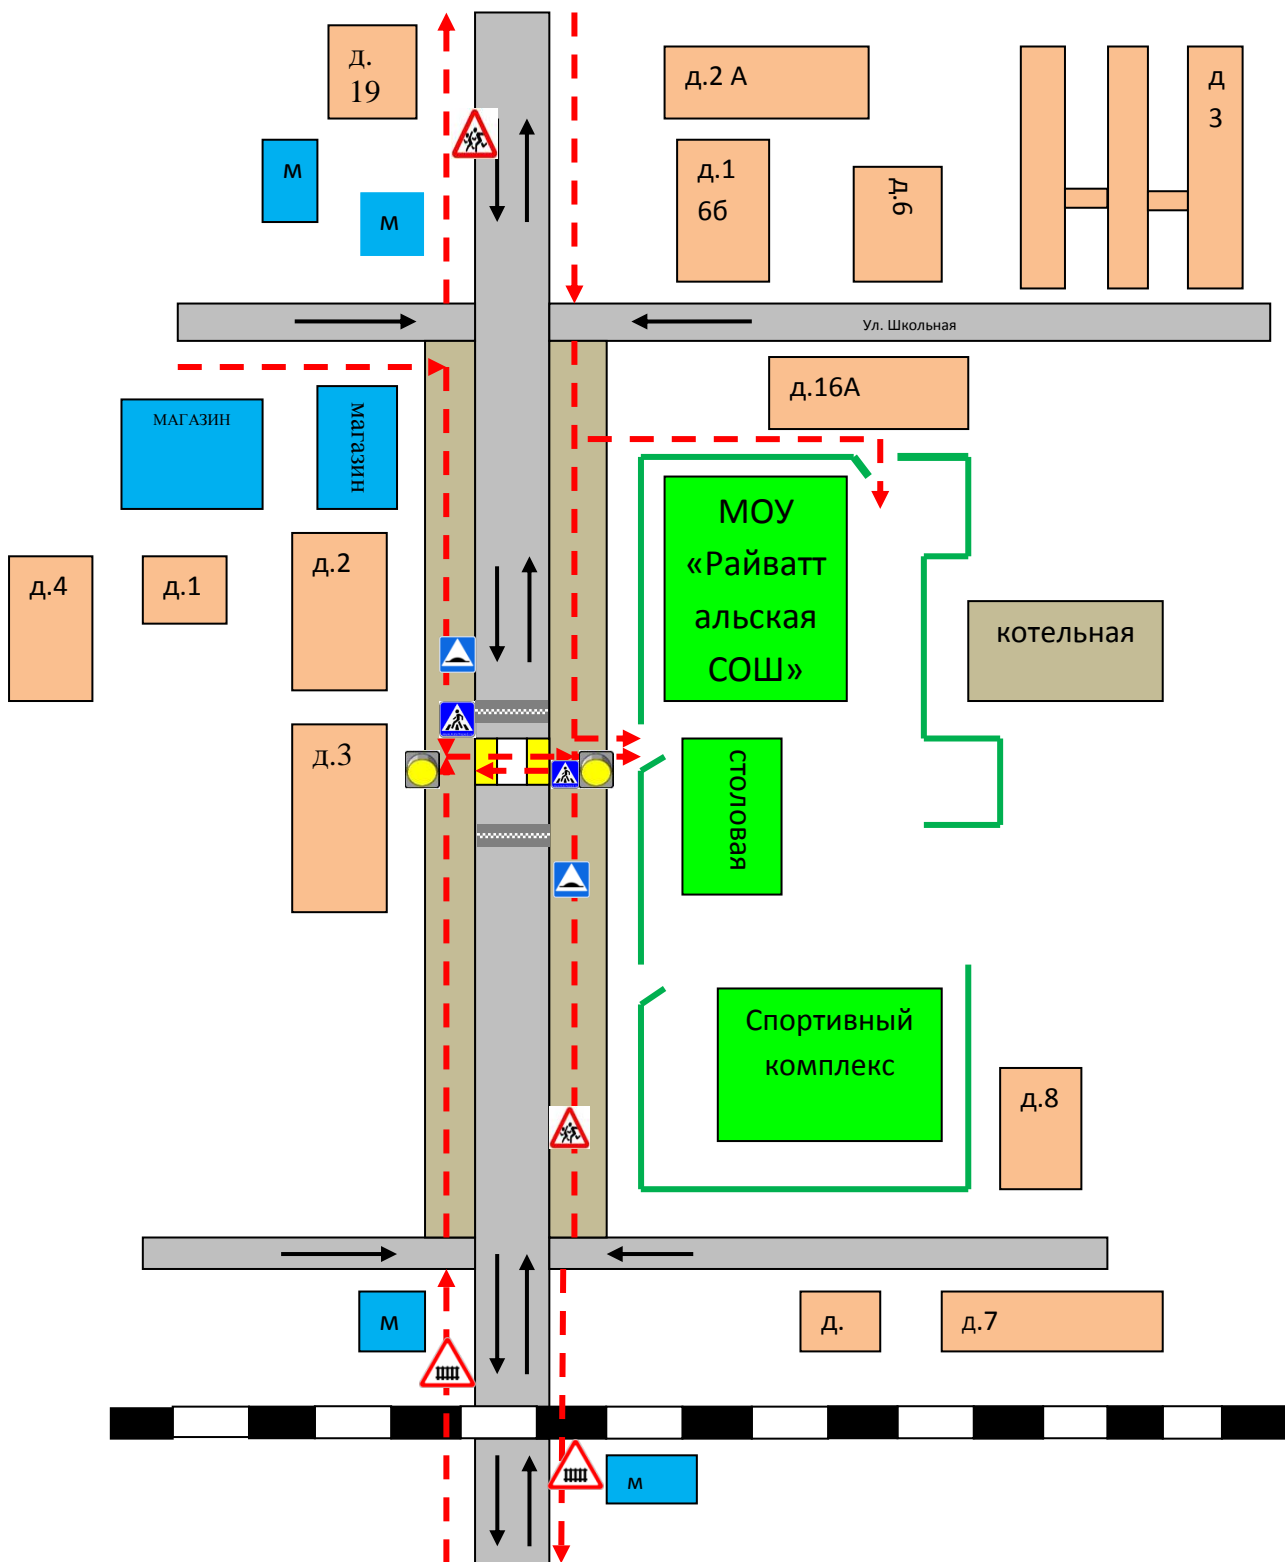 д.
19
д.2 А
д
3
м
м
д.1
6б
д.6
Ул. Школьная
д.16А
МАГАЗИН
магазин
МОУ
«Райватт
альская
СОШ»
д.4
д.1
д.2
котельная
д.3
столовая
Спортивный
комплекс
д.8
м
д.
д.7
м